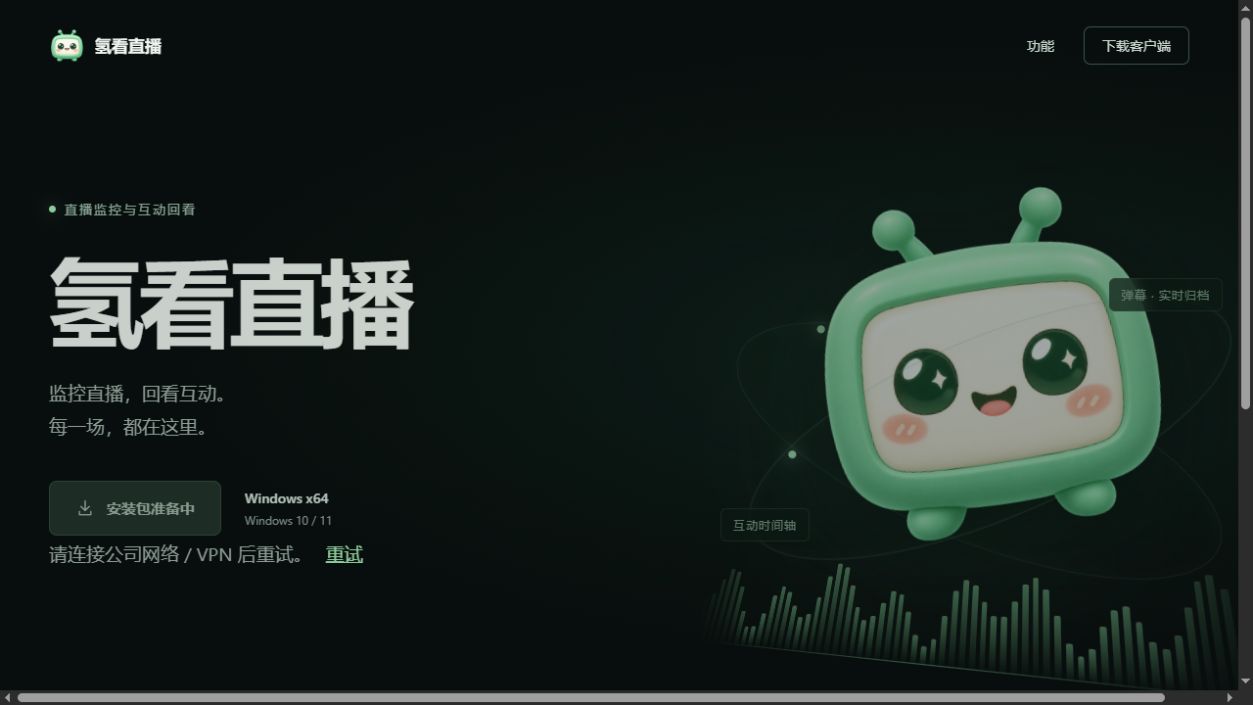 氢看直播
功能
下载客户端
直播监控与互动回看
氢看直播
监控直播，回看互动。
每一场，都在这里。
弹幕 · 实时归档
互动时间轴
安装包准备中
Windows x64
Windows 10 / 11
请连接公司网络 / VPN 后重试。 重试